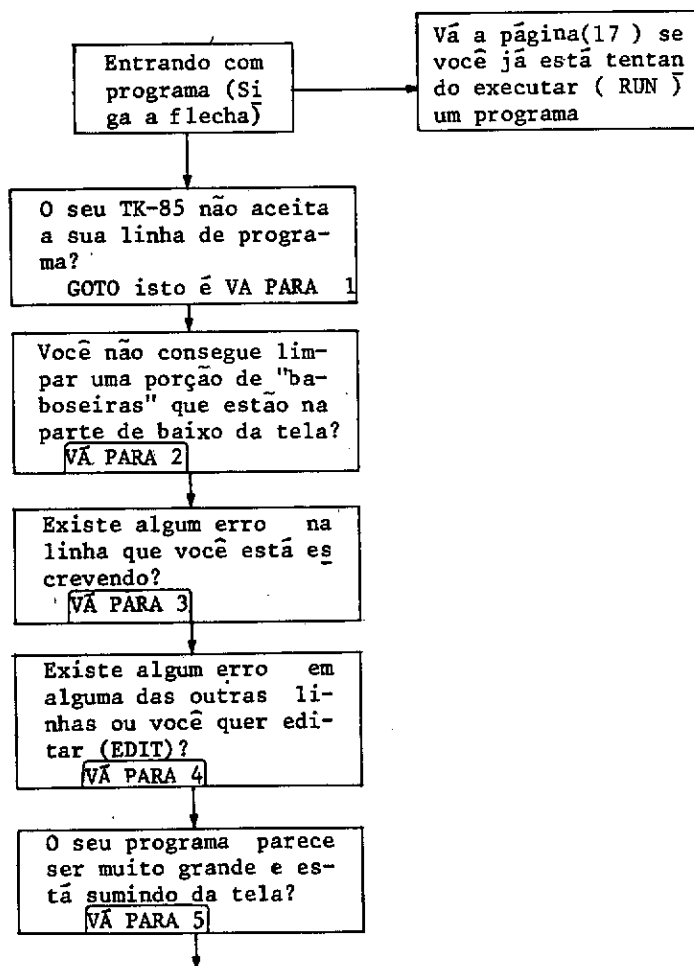 Entrando com
programa (Si
ga a flecha)
Vá a página(17 ) se
você já está tentan
do executar ( RUN )
um programa
O seu TK-85 não aceita
a sua linha de progra-
ma?
GOTO isto é VA PARA 1
Você não consegue lim-
par uma porção de "ba-
boseiras" que estão na
parte de baixo da tela?
VÁ PARA 2
Existe algum erro na
linha que você está es
crevendo?
VÁ PARA 3
Existe algum erro em
alguma das outras li-
nhas ou você quer edi-
tar (EDIT)?
VÁ PARA 4
O seu programa parece
ser muito grande e es-
tá sumindo da tela?
VÁ PARA 5